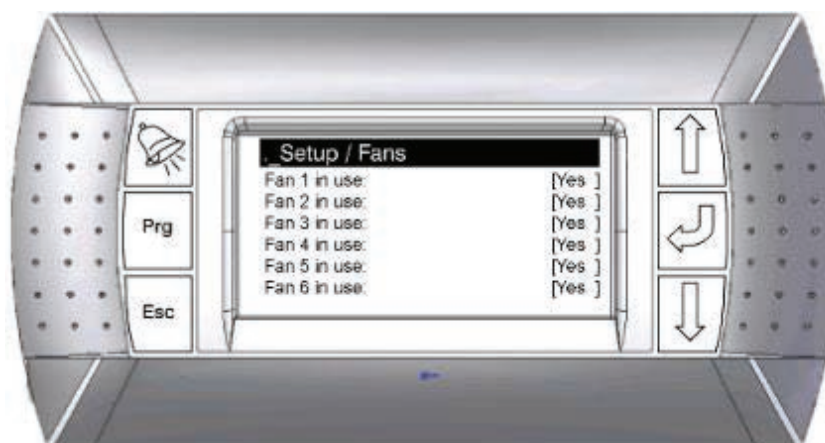 ._Setup / Fans
Fan 1 in use: [Yes ]
Fan 2 in use: [Yes ]
Fan 3 in use: [Yes ]
Fan 4 in use: [Yes ]
Fan 5 in use: [Yes ]
Fan 6 in use: [Yes ]
Prg
Esc